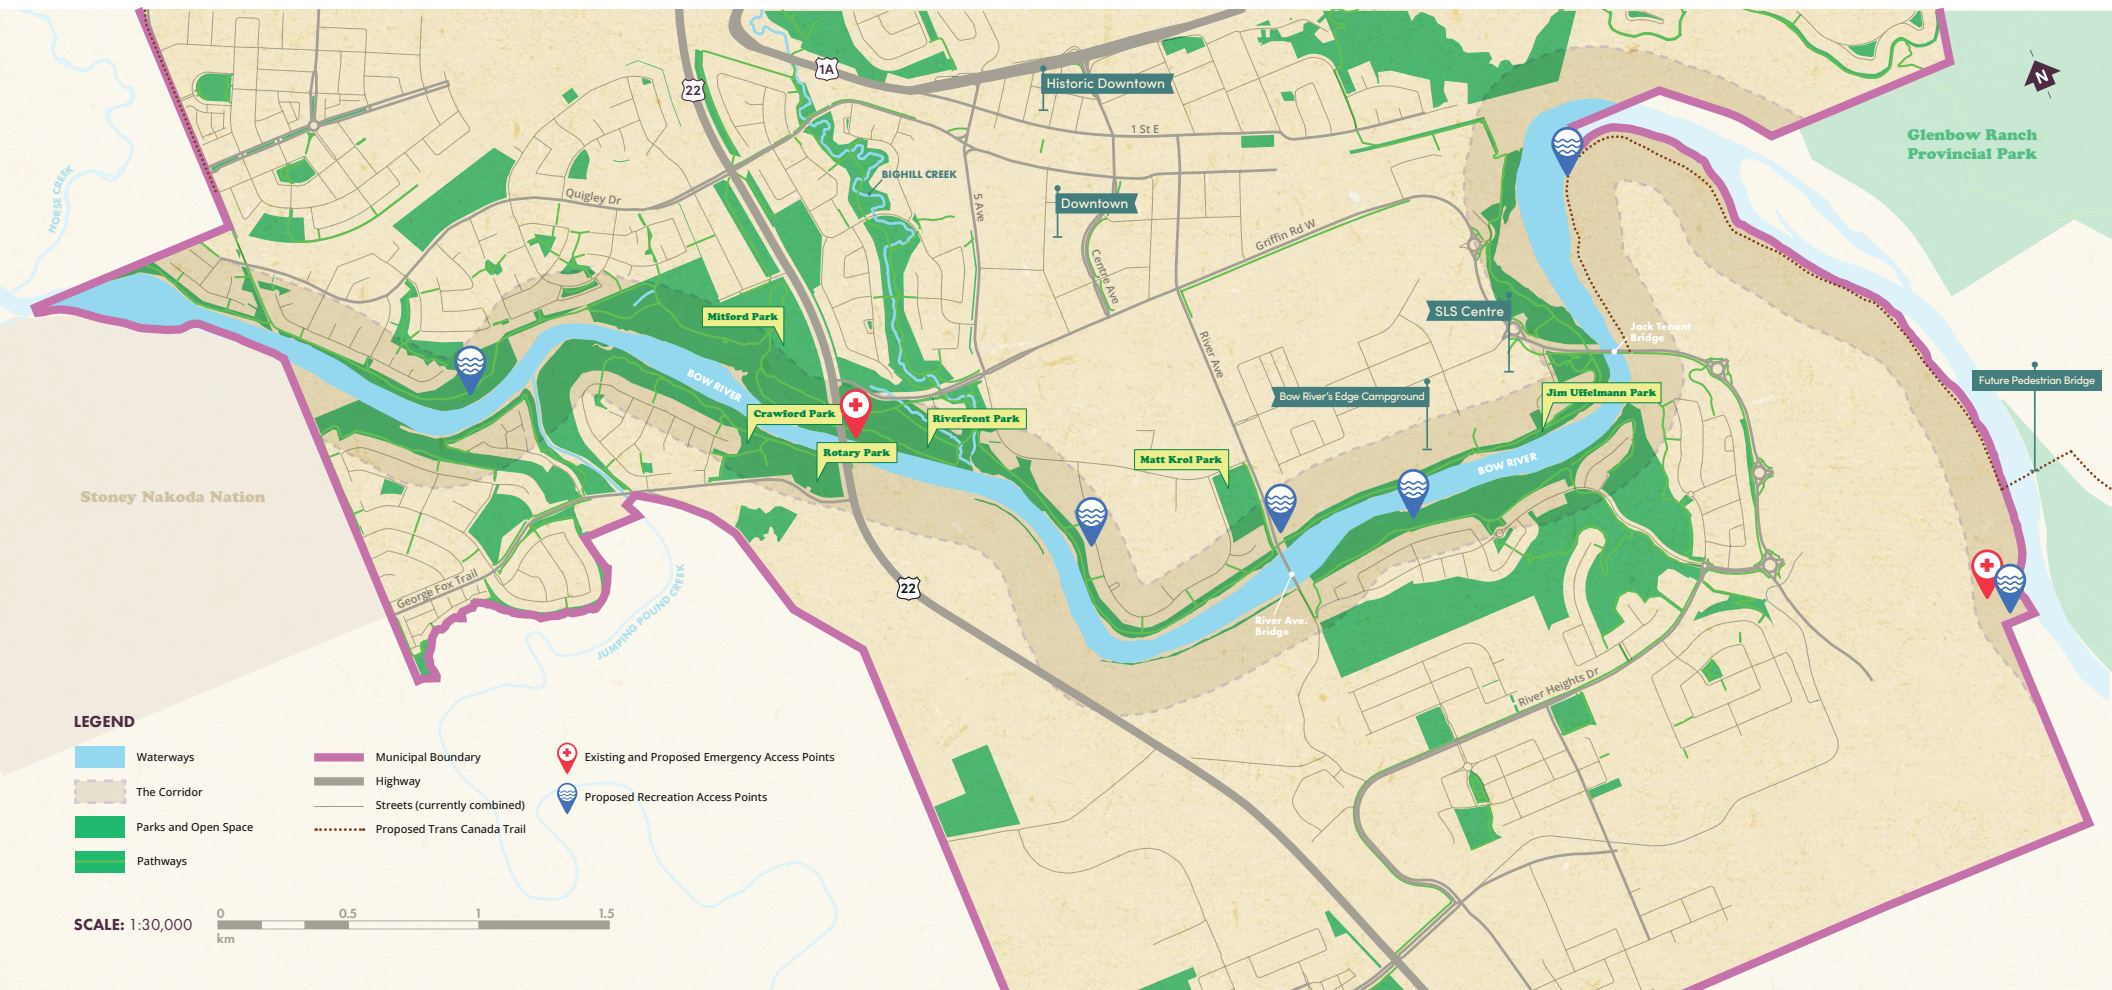 1A
22
Historic Downtown
1 St E
N
Glenbow Ranch
Provincial Park
HORSE CREEK
BIGHILL CREEK
Quigley Dr
5 Ave
Downtown
Griffin Rd W
Centre Ave
Mitford Park
SLS Centre
Jack Tenant
Bridge
River Ave
BOW RIVER
Bow River's Edge Campground
Jim Uffelmann Park
Future Pedestrian Bridge
Crawford Park
Riverfront Park
Rotary Park
Matt Krol Park
BOW RIVER
Stoney Nakoda Nation
George Fox Trail
22
JUMPING POUND CREEK
River Ave.
Bridge
River Heights Dr
LEGEND
Waterways
The Corridor
Parks and Open Space
Pathways
Municipal Boundary
Highway
Streets (currently combined)
Proposed Trans Canada Trail
Existing and Proposed Emergency Access Points
Proposed Recreation Access Points
SCALE: 1:30,000
0 0.5 1 1.5
km